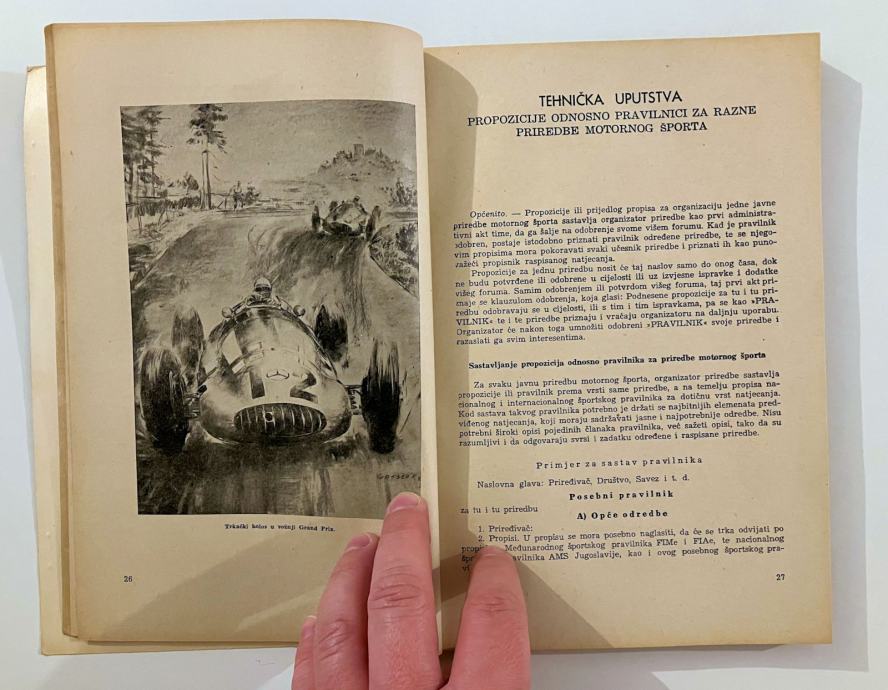 Trkaći bolos u vožnji Grand Prix.
26
TEHNIČKA UPUTSTVA
PROPOZICIJE ODNOSNO PRAVILNICI ZA RAZNE
PRIREDBE MOTORNOG ŠPORTA
Općenito. — Propozicije ili prijedlog propisa za organizaciju jedne javne
priredbe motornog športa sastavlja organizator priredbe kao prvi administra-
tivni akt time, da ga šalje na odobrenje svome višem forumu. Kad je pravilnik
odobren, postaje istodobno priznati pravilnik određene priredbe, te se njego-
vim propisima mora pokoravati svaki učesnik priredbe i priznati ih kao puno-
važeći propisnik raspisanog natjecanja.
Propozicije za jednu priredbu nosit će taj naslov samo do onog časa, dok
ne budu potvrđene ili odobrene u cijelosti ili uz izvjesne ispravke i dodatke
višeg foruma. Samim odobrenjem ili potvrdom višeg foruma, taj prvi akt pri-
maje se klauzulom odobrenja, koja glasi: Podnesene propozicije za tu i tu pri-
redbu odobravaju se u cijelosti, ili s tim i tim ispravkama, pa se kao »PRA-
VILNIK« te i te priredbe priznaju i vraćaju organizatoru na daljnju uporabu.
Organizator će nakon toga umnožiti odobreni »PRAVILNIK« svoje priredbe i
razaslati ga svim interesentima.
Sastavljanje propozicija odnosno pravilnika za priredbe motornog športa
Za svaku javnu priredbu motornog športa, organizator priredbe sastavlja
propozicije ili pravilnik prema vrsti same priredbe, a na temelju propisa na-
cionalnog i internacionalnog športskog pravilnika za dotičnu vrst natjecanja.
Kod sastava takvog pravilnika potrebno je držati se najbitnijih elemenata pred-
viđenog natjecanja, koji moraju sadržavati jasne i najpotrebnije odredbe. Nisu
potrebni široki opisi pojedinih članaka pravilnika, već sažeti opisi, tako da su
razumljivi i da odgovaraju svrsi i zadatku određene i raspisane priredbe.
Primjer za sastav pravilnika
Naslovna glava: Priređivač, Društvo, Savez i t. d.
Posebni pravilnik
za tu i tu priredbu
A) Opće odredbe
1. Priređivač:
2. Propisi. U propisu se mora posebno naglasiti, da će se trka odvijati po
Međunarodnog športskog pravilnika FIMe i FIAe, te nacionalnog
AMS Jugoslavije, kao i ovog posebnog športskog pra-
27